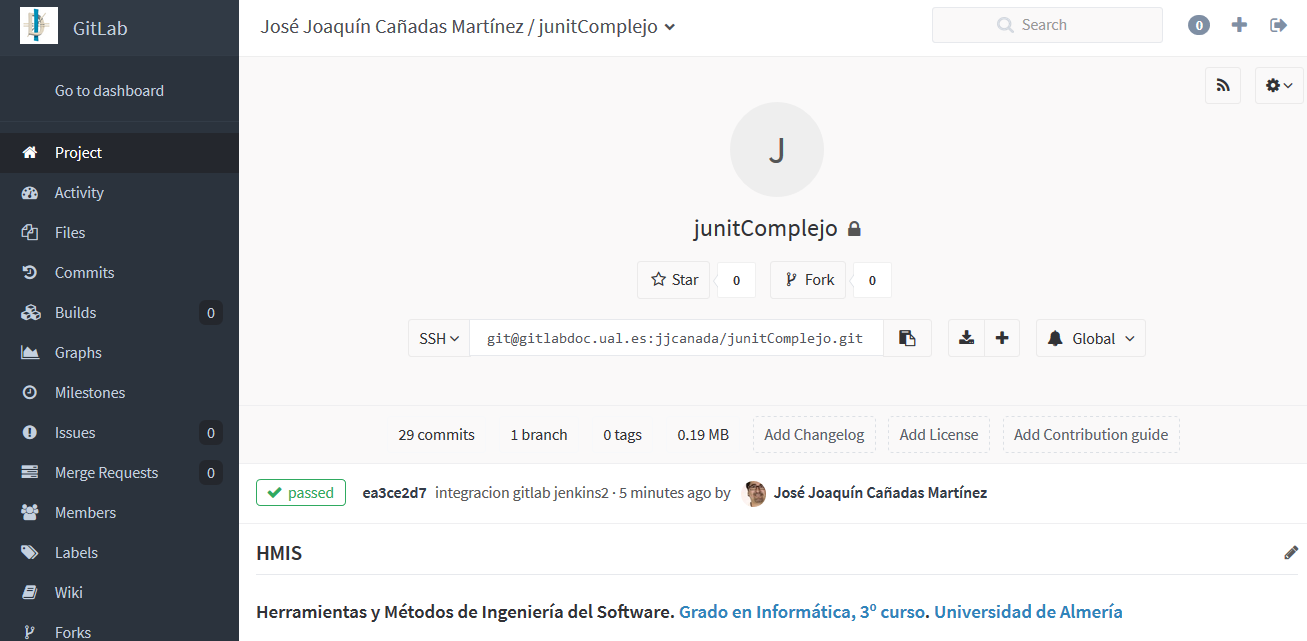 GitLab
Go to dashboard
Project
Activity
Files
Commits
Builds 0
Graphs
Milestones
Issues 0
Merge Requests 0
Members
Labels
Wiki
Forks
José Joaquín Cañadas Martínez / junitComplejo
Search
0
J
junitComplejo
Star 0 Fork 0
SSH git@gitlabdoc.ual.es:jjcanada/junitComplejo.git Global
29 commits 1 branch 0 tags 0.19 MB Add Changelog Add License Add Contribution guide
passed ea3ce2d7 integracion gitlab jenkins2 · 5 minutes ago by José Joaquín Cañadas Martínez
HMIS
Herramientas y Métodos de Ingeniería del Software. Grado en Informática, 3º curso. Universidad de Almería